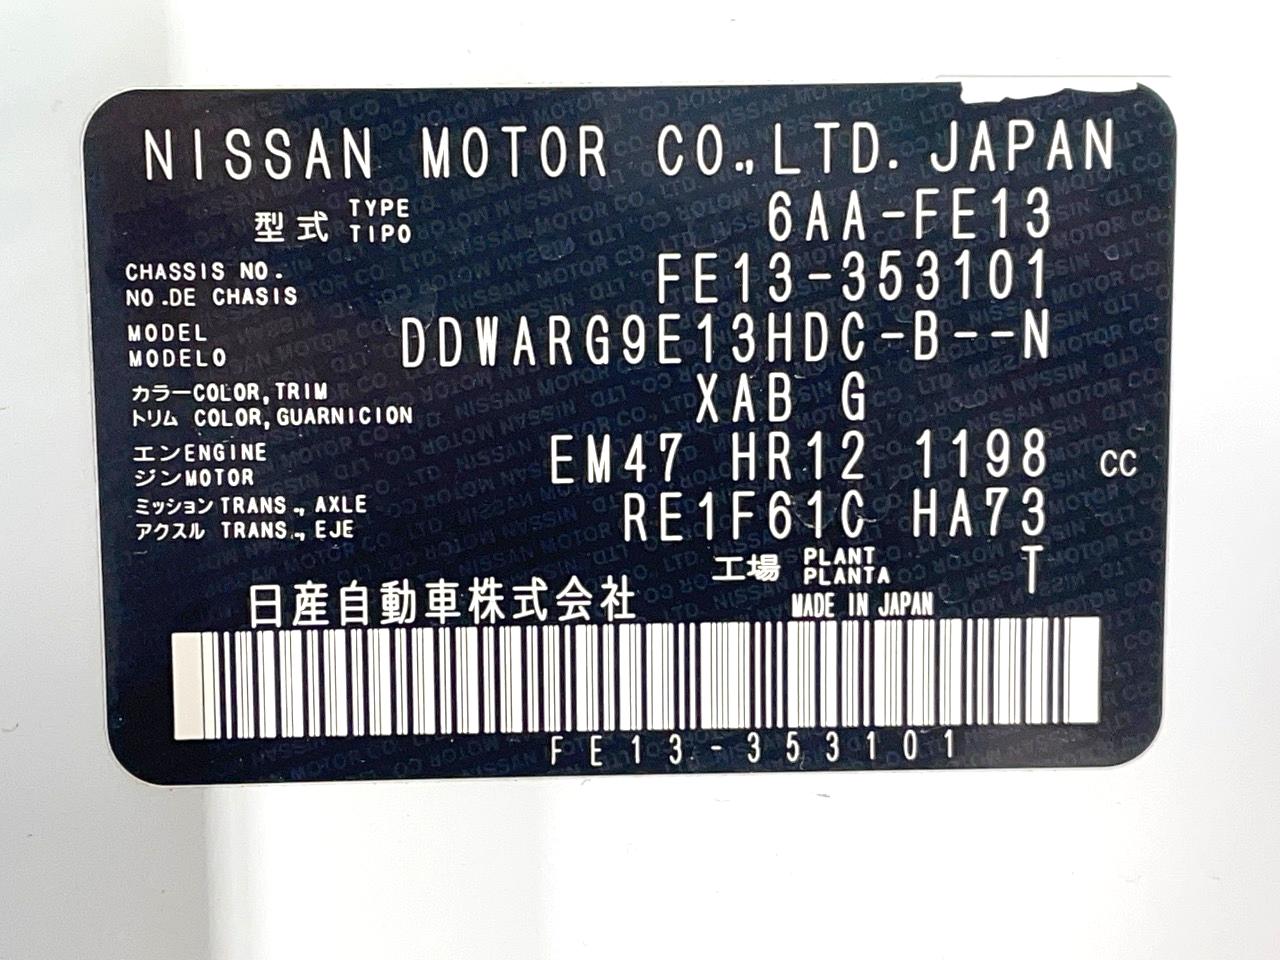 NISSAN MOTOR CO.,LTD. JAPAN
型式 TYPE TIPO 6AA-FE13
CHASSIS NO.
NO.DE CHASIS FE13-353101
MODEL
MODELO DDWARG9E13HDC-B--N
カラーCOLOR,TRIM
トリム COLOR,GUARNICION XAB G
エンENGINE
ジンMOTOR EM47 HR12 1198 CC
ミッションTRANS.,AXLE
アクスル TRANS.,EJE RE1F61C HA73
工場 PLANT PLANTA T
日産自動車株式会社 MADE IN JAPAN
FE13-353101